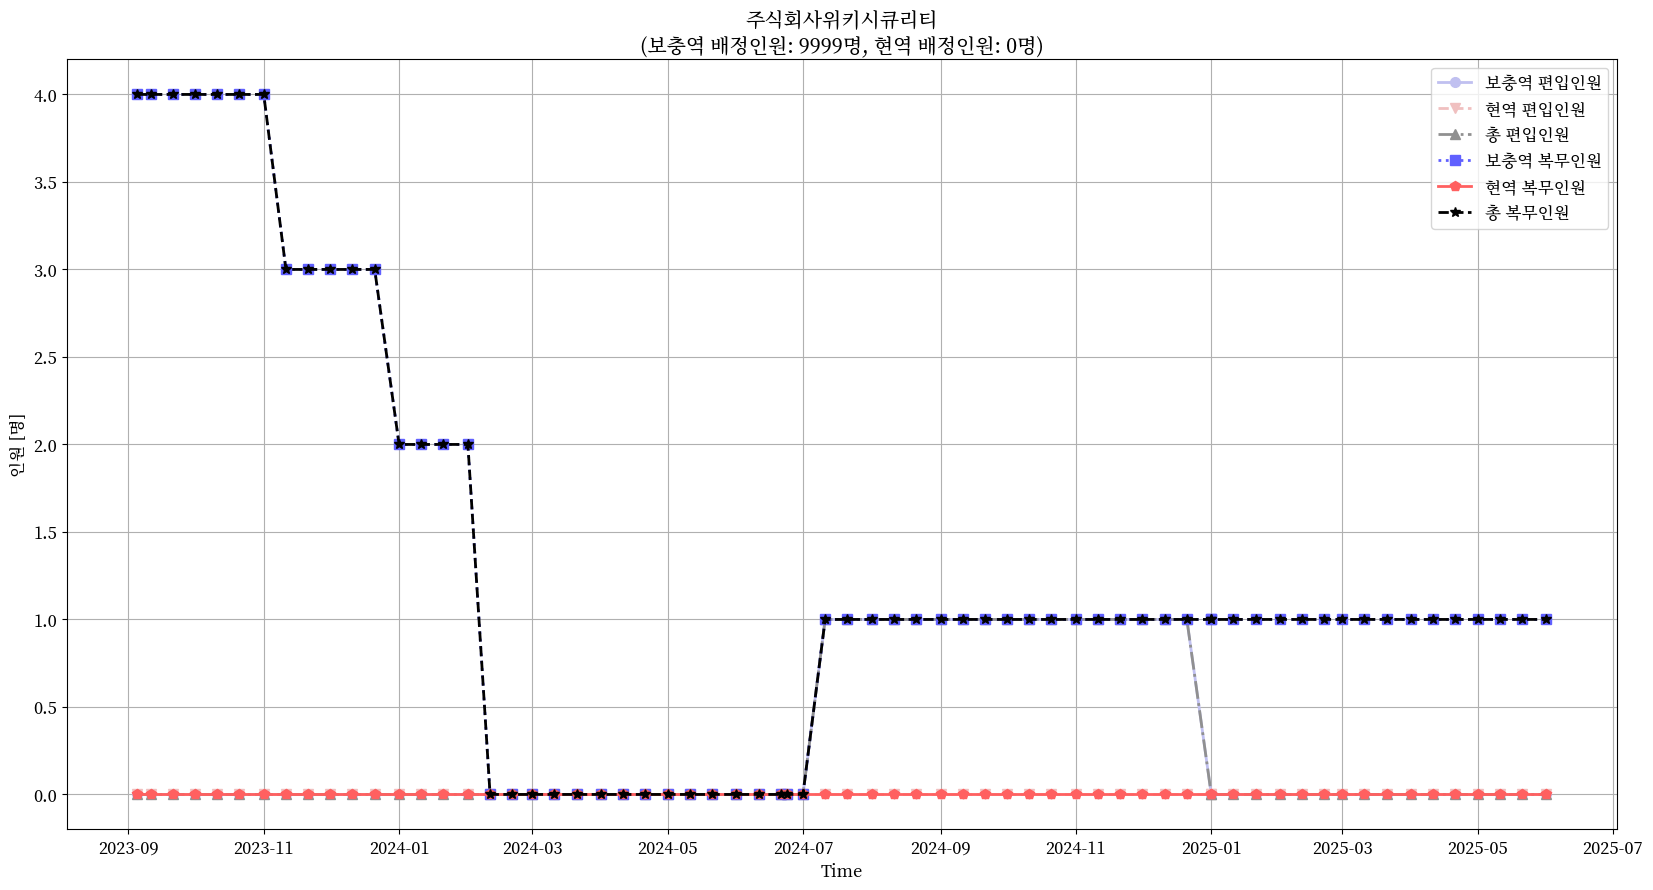 주식회사위키시큐리티
(보충역 배정인원: 9999명, 현역 배정인원: 0명)
보충역 편입인원
현역 편입인원
총 편입인원
보충역 복무인원
현역 복무인원
총 복무인원
인원 [명]
4.0
3.5
3.0
2.5
2.0
1.5
1.0
0.5
0.0
2023-09
2023-11
2024-01
2024-03
2024-05
2024-07
2024-09
2024-11
2025-01
2025-03
2025-05
2025-07
Time